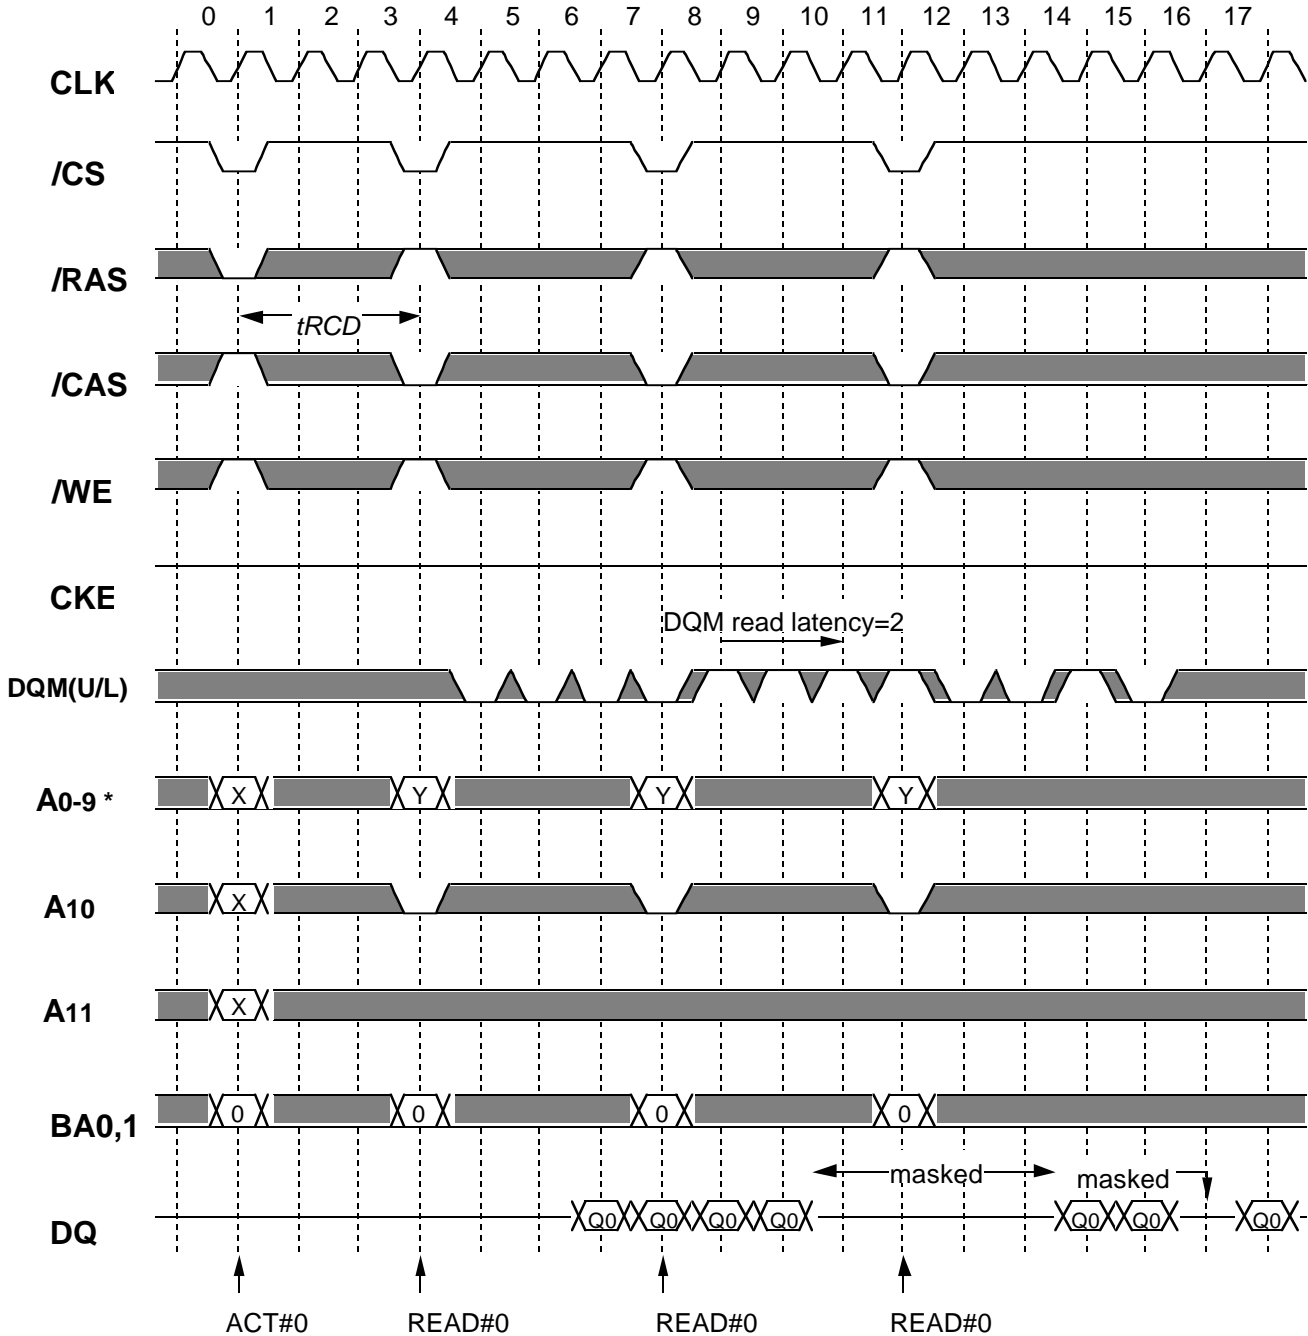 0 1 2 3 4 5 6 7 8 9 10 11 12 13 14 15 16 17
CLK
/CS
/RAS
tRCD
/CAS
/WE
CKE
DQM read latency=2
DQM(U/L)
A0-9 * X Y Y Y
A10 X
A11 X
BA0,1 0 0 0 0
masked masked
DQ Q0 Q0 Q0 Q0 Q0 Q0 Q0
ACT#0 READ#0 READ#0 READ#0